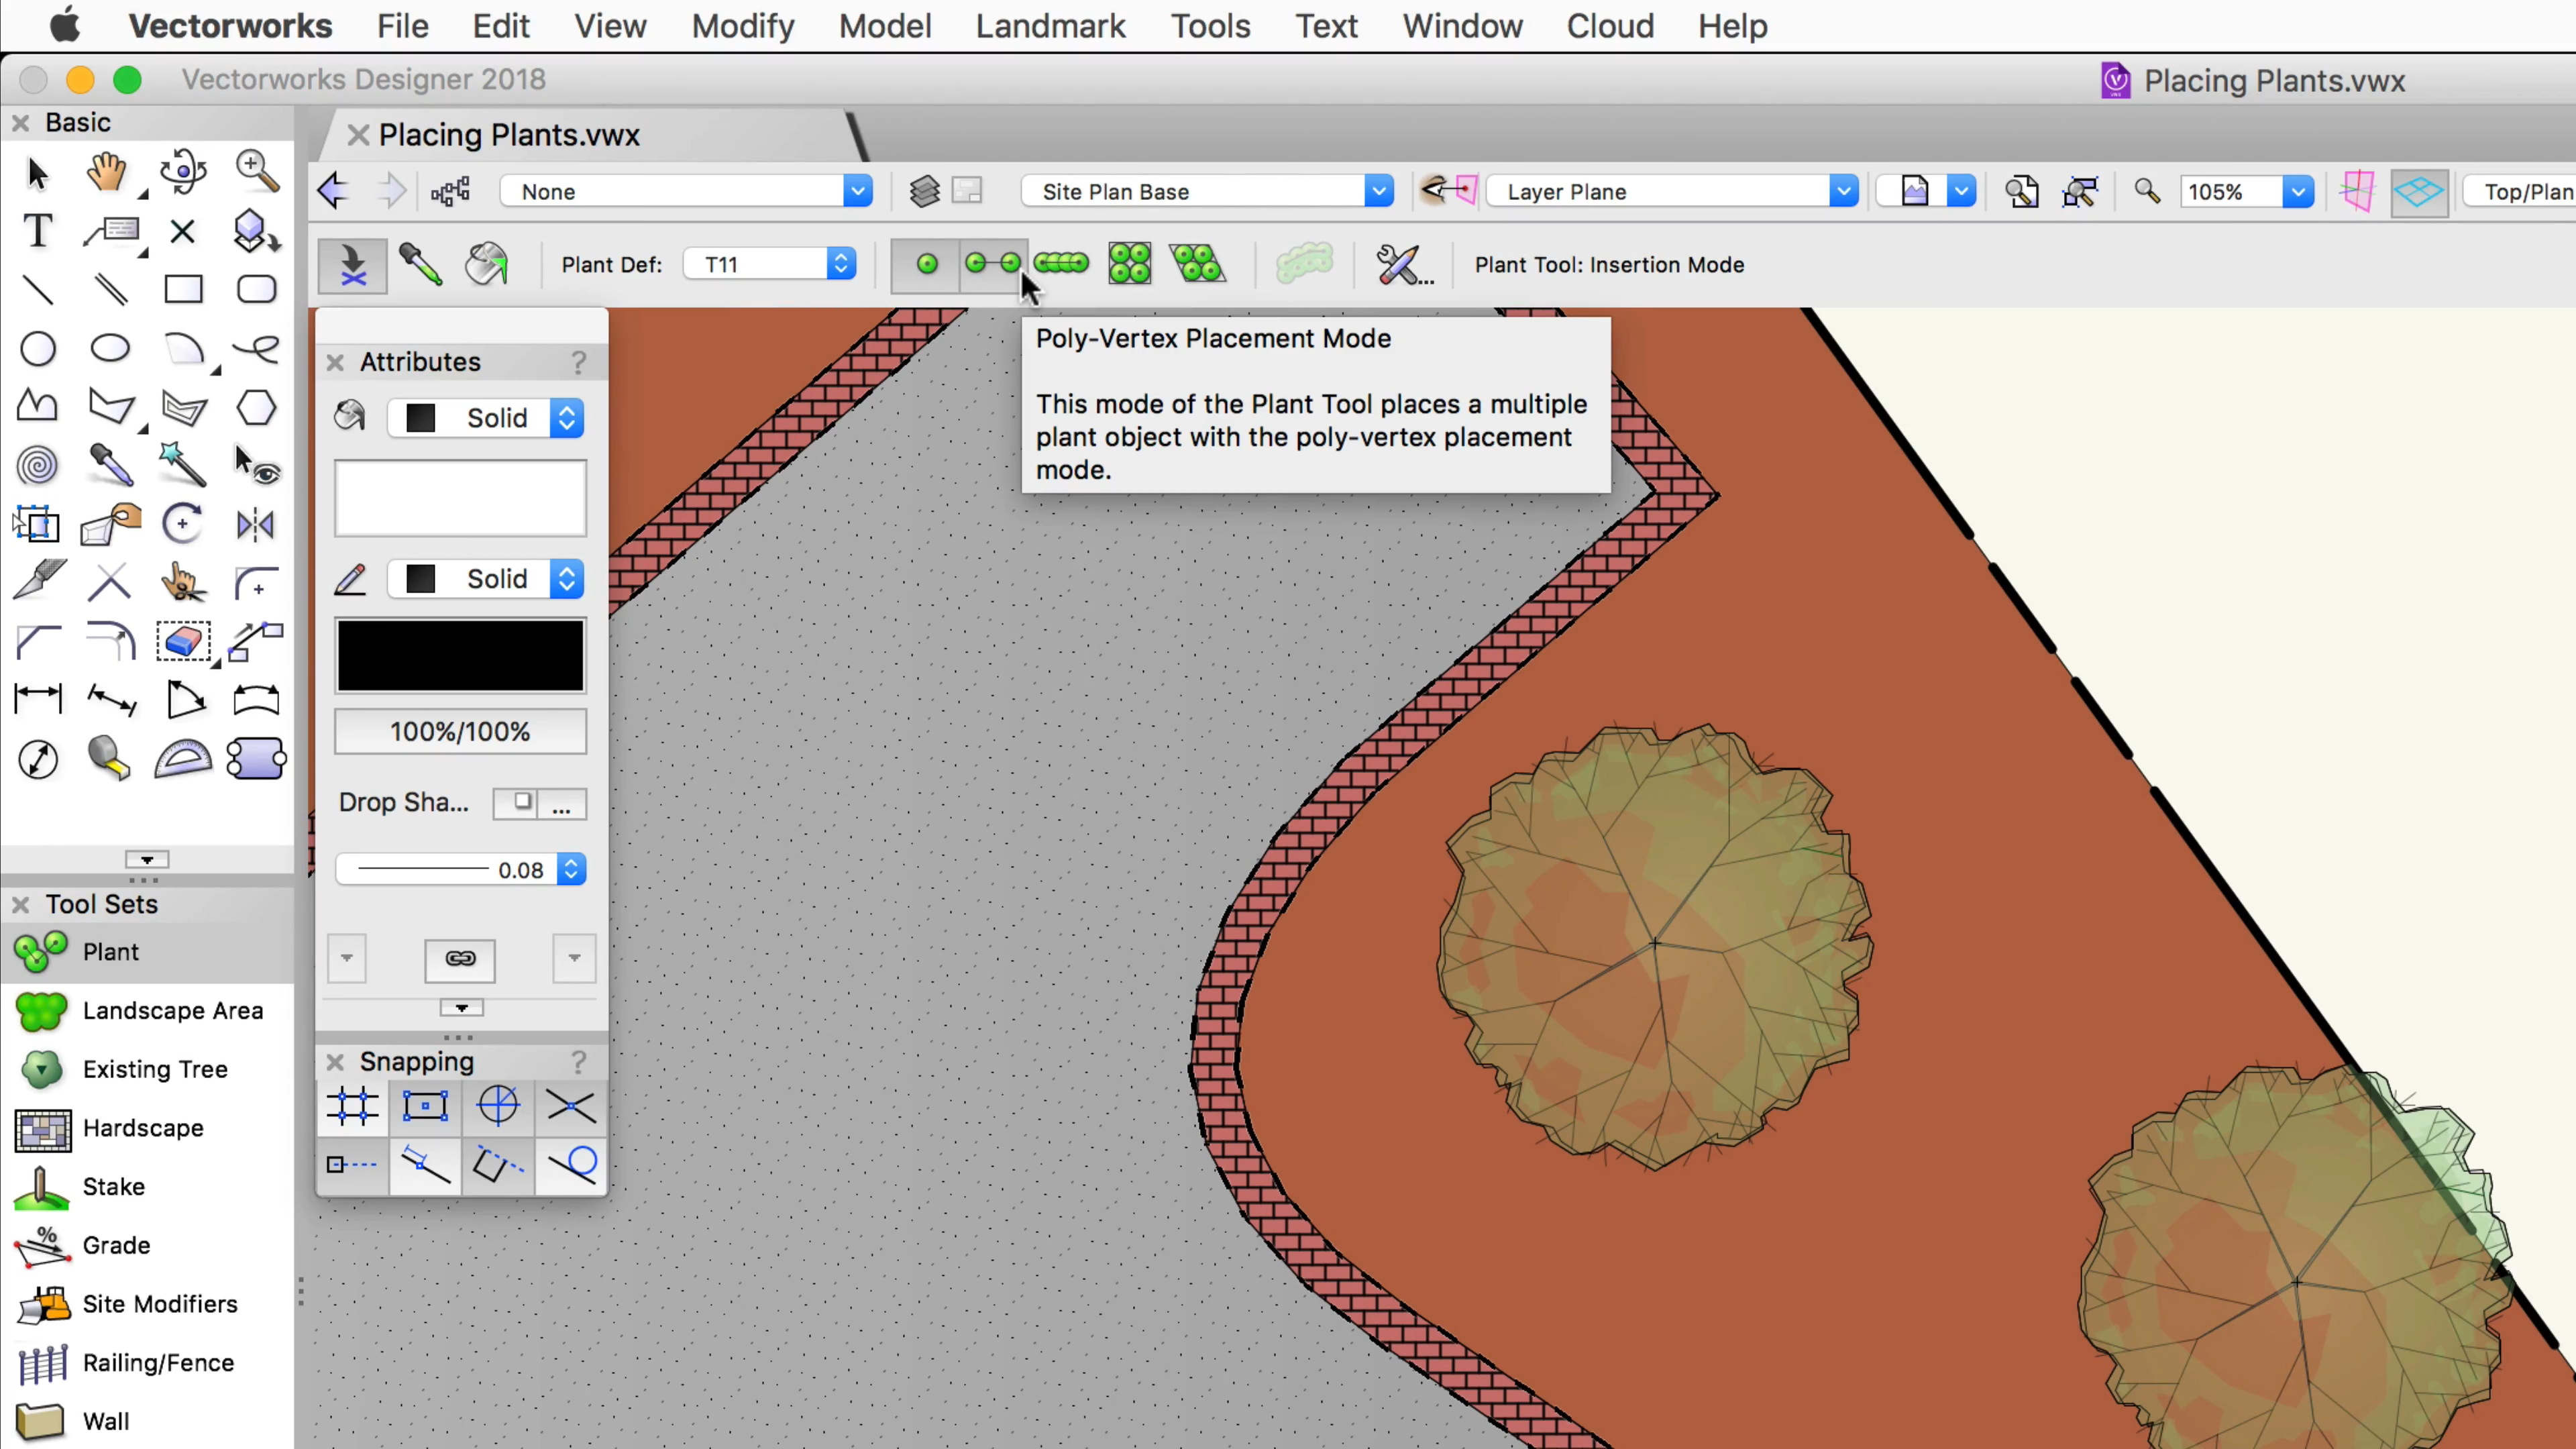 Vectorworks File Edit View Modify Model Landmark Tools Text Window Cloud Help
Vectorworks Designer 2018
Placing Plants.vwx
Basic
Placing Plants.vwx
None
Site Plan Base
Layer Plane
105%
Top/Plan
Plant Def:
T11
Plant Tool: Insertion Mode
Poly-Vertex Placement Mode
This mode of the Plant Tool places a multiple
plant object with the poly-vertex placement
mode.
Attributes ?
Solid
Solid
100%/100%
Drop Sha...
...
0.08
Snapping ?
Tool Sets
Plant
Landscape Area
Existing Tree
Hardscape
Stake
Grade
Site Modifiers
Railing/Fence
Wall